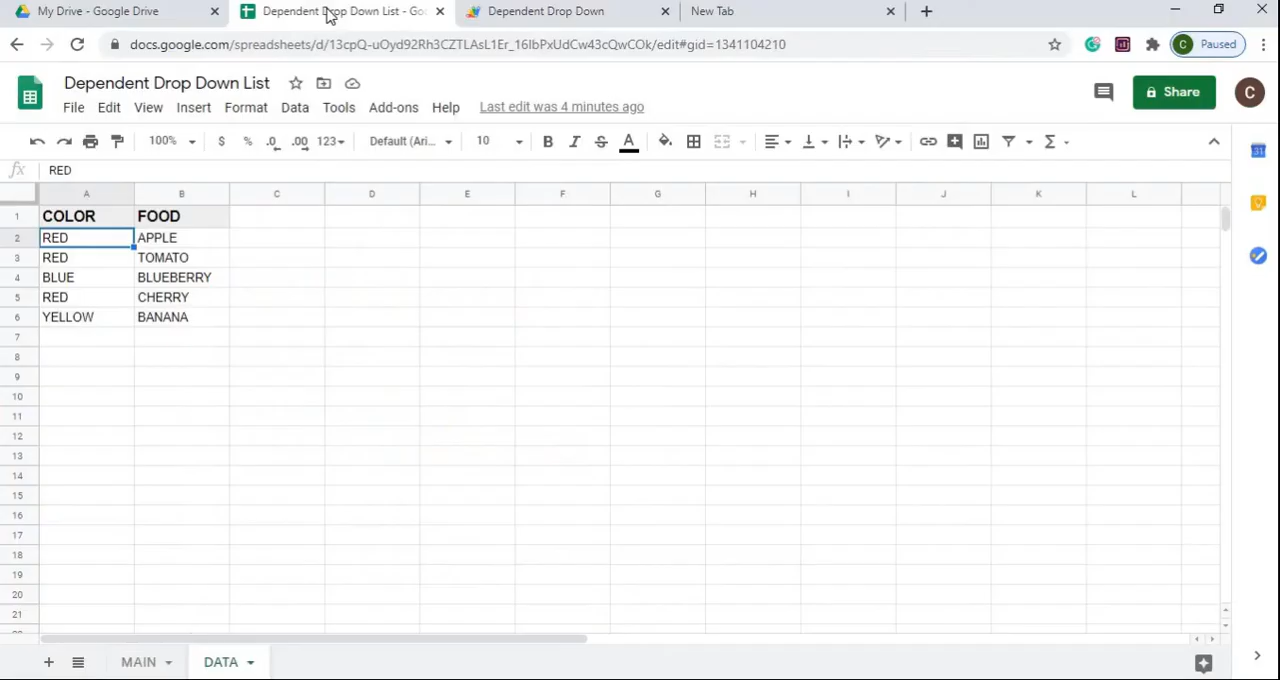 My Drive - Google Drive
Dependent Drop Down List - Goo
Dependent Drop Down
New Tab
docs.google.com/spreadsheets/d/13cpQ-uOyd92Rh3CZTLAsL1Er_16IbPxUdCw43cQwCOk/edit#gid=1341104210
C Paused
Dependent Drop Down List
File Edit View Insert Format Data Tools Add-ons Help Last edit was 4 minutes ago
Share
C
100% $ % .0 .00 123 Default (Ari... 10 B I S A Σ
fx RED
A B C D E F G H I J K L
1 COLOR FOOD
2 RED APPLE
3 RED TOMATO
4 BLUE BLUEBERRY
5 RED CHERRY
6 YELLOW BANANA
7
8
9
10
11
12
13
14
15
16
17
18
19
20
21
+ MAIN DATA
31